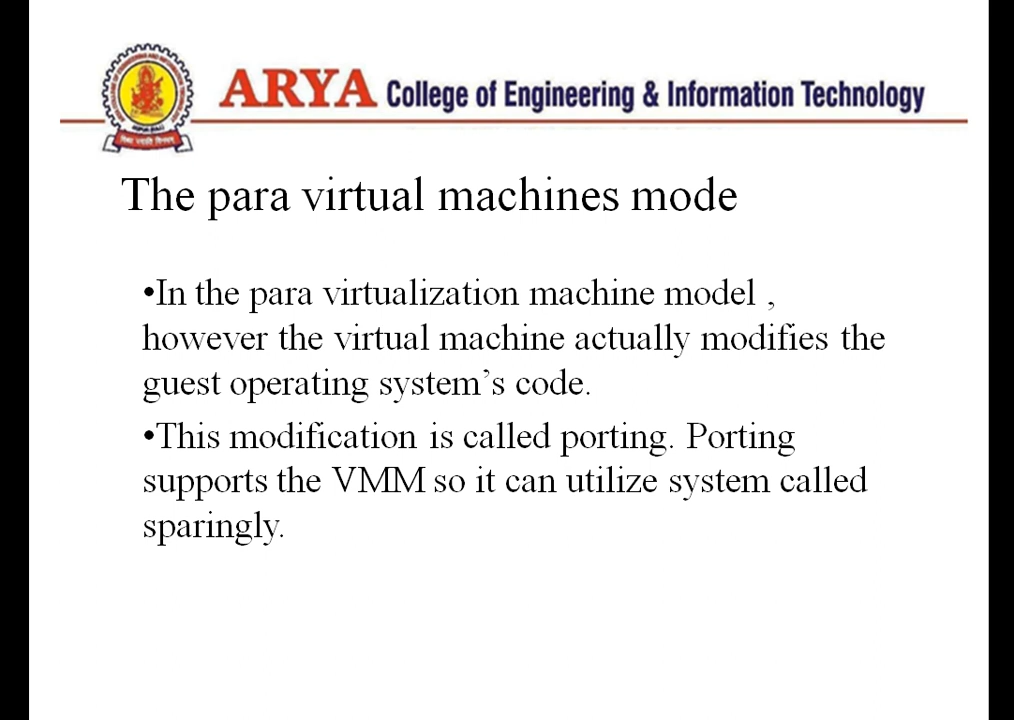 ARYA College of Engineering & Information Technology
The para virtual machines mode
•In the para virtualization machine model ,
however the virtual machine actually modifies the
guest operating system’s code.
•This modification is called porting. Porting
supports the VMM so it can utilize system called
sparingly.